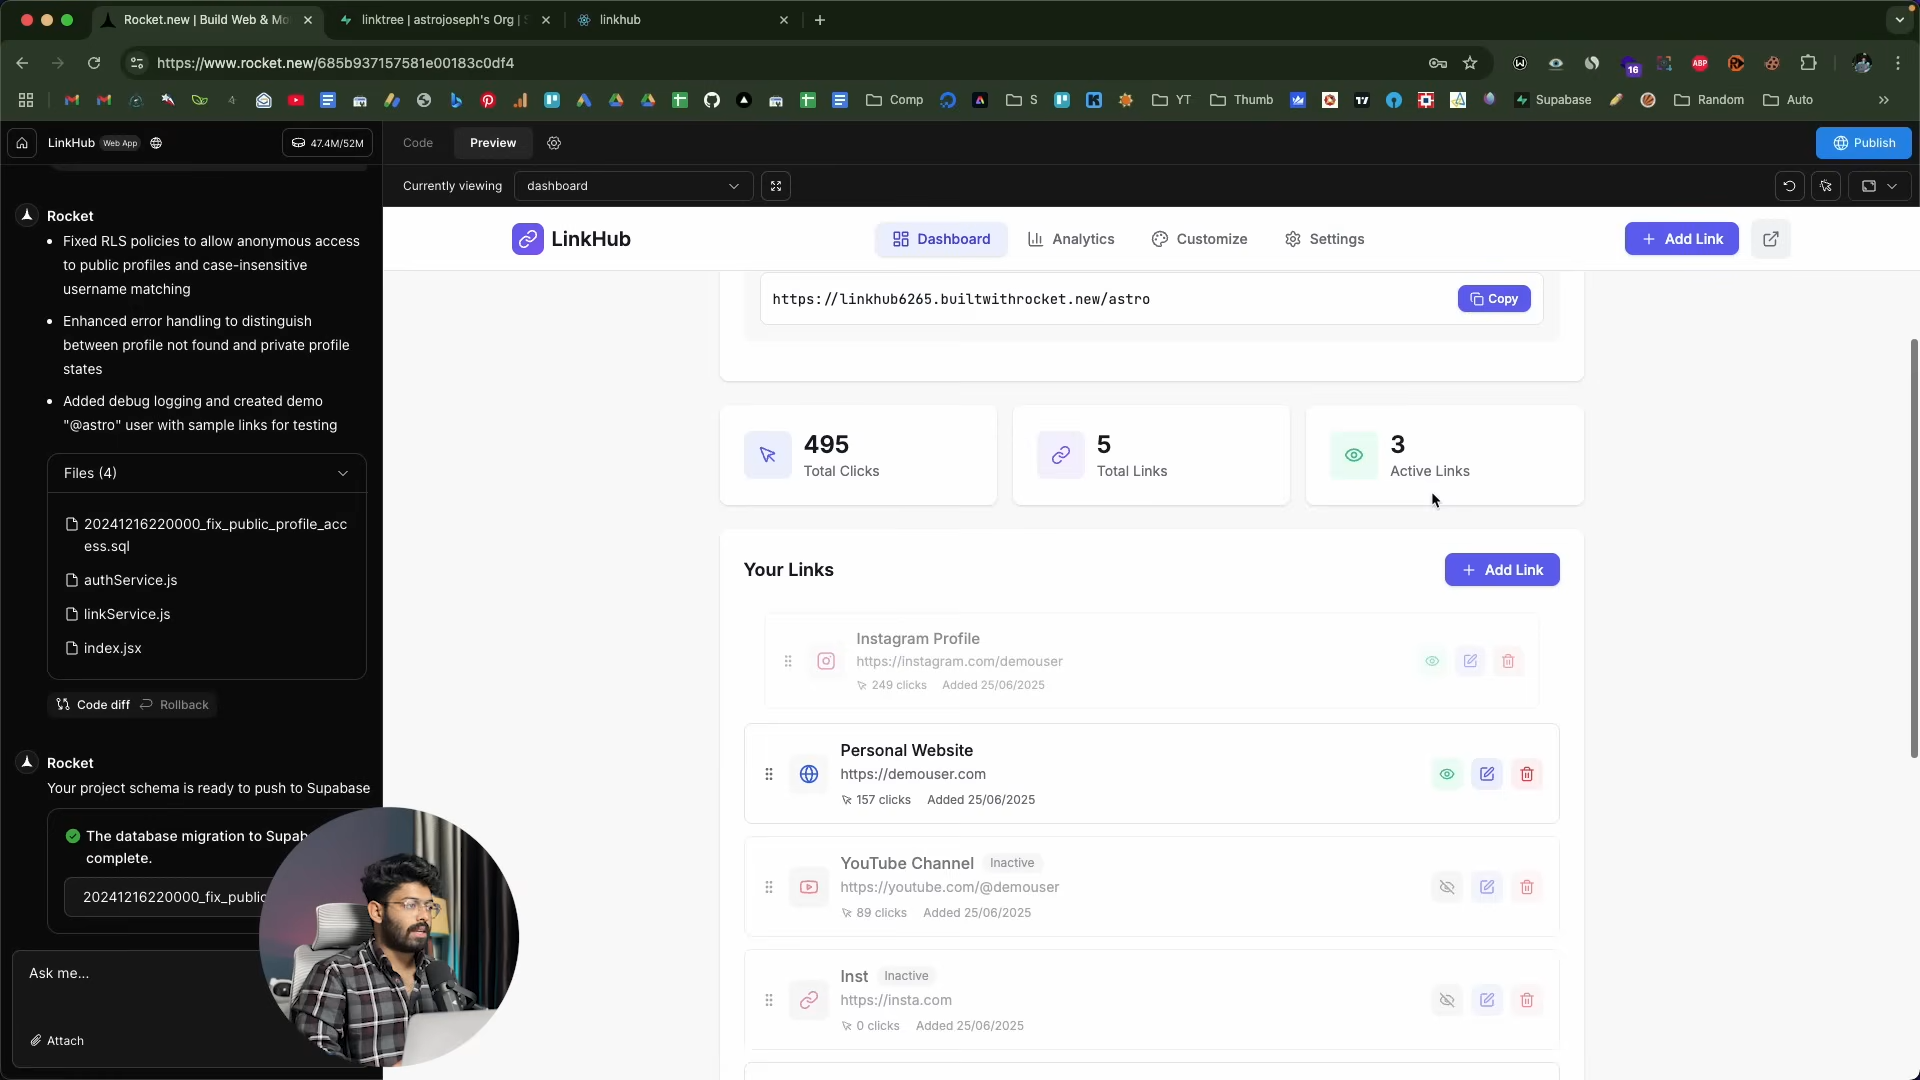 Rocket.new | Build Web & Mo
linktree | astrojoseph's Org |
linkhub
https://www.rocket.new/685b937157581e00183c0df4
16
ABP
Comp
S
YT
Thumb
17
Supabase
Random
Auto
LinkHub
Web App
47.4M/52M
Code
Preview
Publish
Currently viewing
dashboard
Rocket
Fixed RLS policies to allow anonymous access
to public profiles and case-insensitive
username matching
Enhanced error handling to distinguish
between profile not found and private profile
states
Added debug logging and created demo
"@astro" user with sample links for testing
Files (4)
20241216220000_fix_public_profile_acc
ess.sql
authService.js
linkService.js
index.jsx
Code diff
Rollback
Rocket
Your project schema is ready to push to Supabase
The database migration to Supab
complete.
20241216220000_fix_public
Ask me...
Attach
LinkHub
Dashboard
Analytics
Customize
Settings
Add Link
https://linkhub6265.builtwithrocket.new/astro
Copy
495
Total Clicks
5
Total Links
3
Active Links
Your Links
Add Link
Instagram Profile
https://instagram.com/demouser
249 clicks
Added 25/06/2025
Personal Website
https://demouser.com
157 clicks
Added 25/06/2025
YouTube Channel
Inactive
https://youtube.com/@demouser
89 clicks
Added 25/06/2025
Inst
Inactive
https://insta.com
0 clicks
Added 25/06/2025